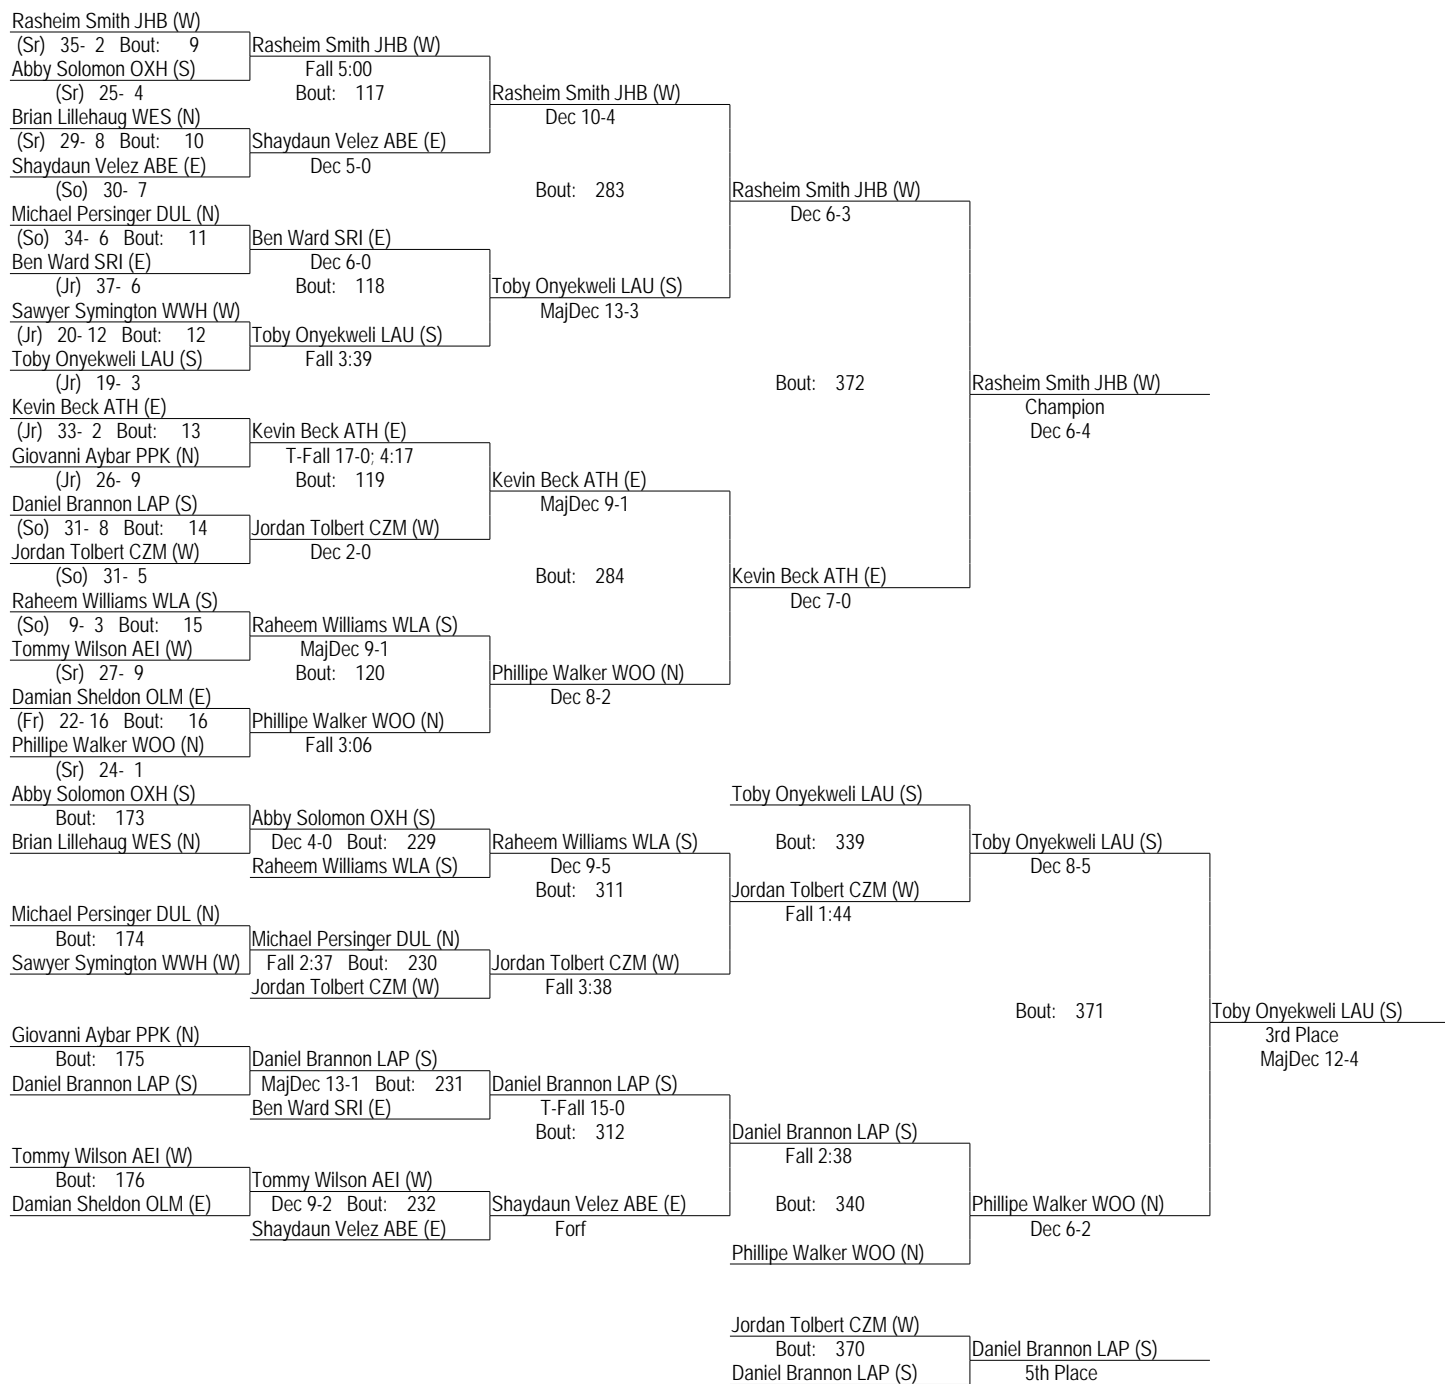 Rasheim Smith JHB (W)
(Sr) 35- 2 Bout: 9 Rasheim Smith JHB (W)
Abby Solomon OXH (S) Fall 5:00
(Sr) 25- 4 Bout: 117 Rasheim Smith JHB (W)
Brian Lillehaug WES (N) Dec 10-4
(Sr) 29- 8 Bout: 10 Shaydaun Velez ABE (E)
Shaydaun Velez ABE (E) Dec 5-0
(So) 30- 7 Bout: 283 Rasheim Smith JHB (W)
Michael Persinger DUL (N) Dec 6-3
(So) 34- 6 Bout: 11 Ben Ward SRI (E)
Ben Ward SRI (E) Dec 6-0
(Jr) 37- 6 Bout: 118 Toby Onyekweli LAU (S)
Sawyer Symington WWH (W) MajDec 13-3
(Jr) 20- 12 Bout: 12 Toby Onyekweli LAU (S)
Toby Onyekweli LAU (S) Fall 3:39
(Jr) 19- 3 Bout: 372 Rasheim Smith JHB (W)
Kevin Beck ATH (E) Champion
(Jr) 33- 2 Bout: 13 Kevin Beck ATH (E) Dec 6-4
Giovanni Aybar PPK (N) T-Fall 17-0; 4:17
(Jr) 26- 9 Bout: 119 Kevin Beck ATH (E)
Daniel Brannon LAP (S) MajDec 9-1
(So) 31- 8 Bout: 14 Jordan Tolbert CZM (W)
Jordan Tolbert CZM (W) Dec 2-0
(So) 31- 5 Bout: 284 Kevin Beck ATH (E)
Raheem Williams WLA (S) Dec 7-0
(So) 9- 3 Bout: 15 Raheem Williams WLA (S)
Tommy Wilson AEI (W) MajDec 9-1
(Sr) 27- 9 Bout: 120 Phillipe Walker WOO (N)
Damian Sheldon OLM (E) Dec 8-2
(Fr) 22- 16 Bout: 16 Phillipe Walker WOO (N)
Phillipe Walker WOO (N) Fall 3:06
(Sr) 24- 1
Abby Solomon OXH (S) Toby Onyekweli LAU (S)
Bout: 173 Abby Solomon OXH (S)
Brian Lillehaug WES (N) Dec 4-0 Bout: 229 Raheem Williams WLA (S) Bout: 339 Toby Onyekweli LAU (S)
Raheem Williams WLA (S) Dec 9-5 Dec 8-5
Bout: 311 Jordan Tolbert CZM (W)
Michael Persinger DUL (N) Fall 1:44
Bout: 174 Michael Persinger DUL (N)
Sawyer Symington WWH (W) Fall 2:37 Bout: 230 Jordan Tolbert CZM (W)
Jordan Tolbert CZM (W) Fall 3:38
Bout: 371 Toby Onyekweli LAU (S)
Giovanni Aybar PPK (N) 3rd Place
Bout: 175 Daniel Brannon LAP (S) MajDec 12-4
Daniel Brannon LAP (S) MajDec 13-1 Bout: 231 Daniel Brannon LAP (S)
Ben Ward SRI (E) T-Fall 15-0
Bout: 312 Daniel Brannon LAP (S)
Tommy Wilson AEI (W) Fall 2:38
Bout: 176 Tommy Wilson AEI (W)
Damian Sheldon OLM (E) Dec 9-2 Bout: 232 Shaydaun Velez ABE (E) Bout: 340 Phillipe Walker WOO (N)
Shaydaun Velez ABE (E) Forf Dec 6-2
Phillipe Walker WOO (N)
Jordan Tolbert CZM (W)
Bout: 370 Daniel Brannon LAP (S)
Daniel Brannon LAP (S) 5th Place